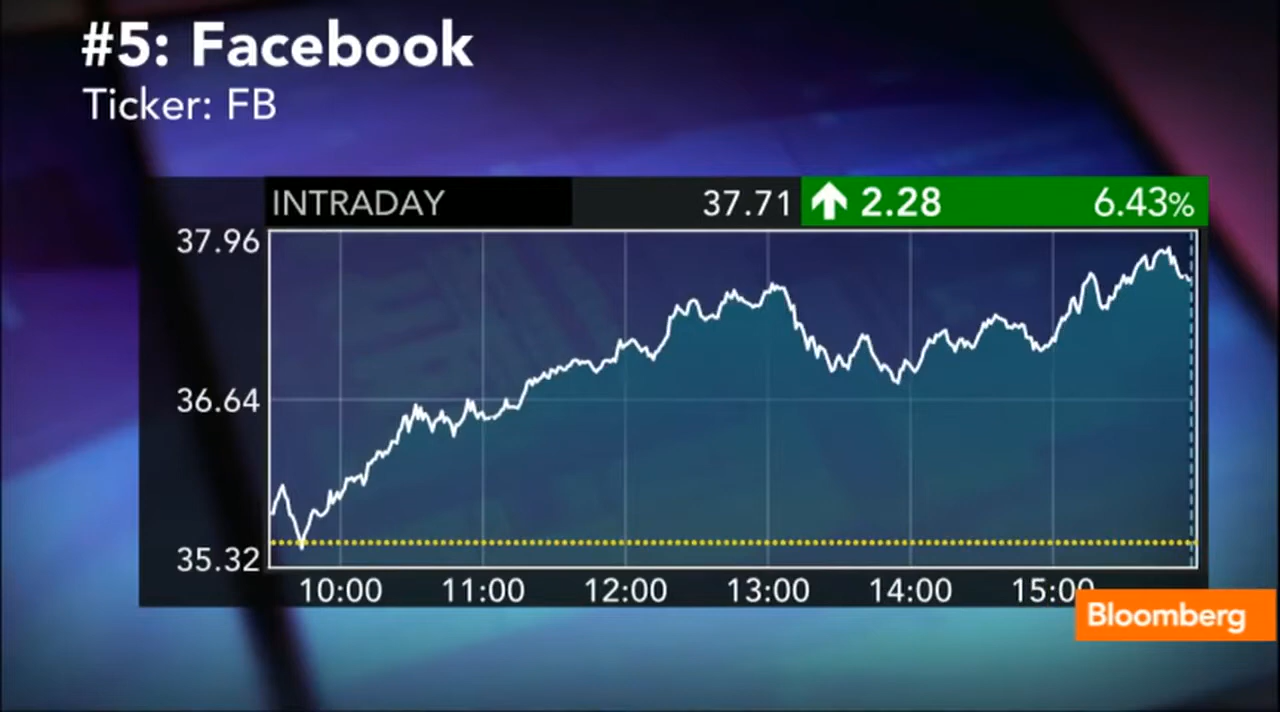 #5: Facebook
Ticker: FB
INTRADAY 37.71 2.28 6.43%
37.96
36.64
35.32
10:00 11:00 12:00 13:00 14:00 15:00
Bloomberg